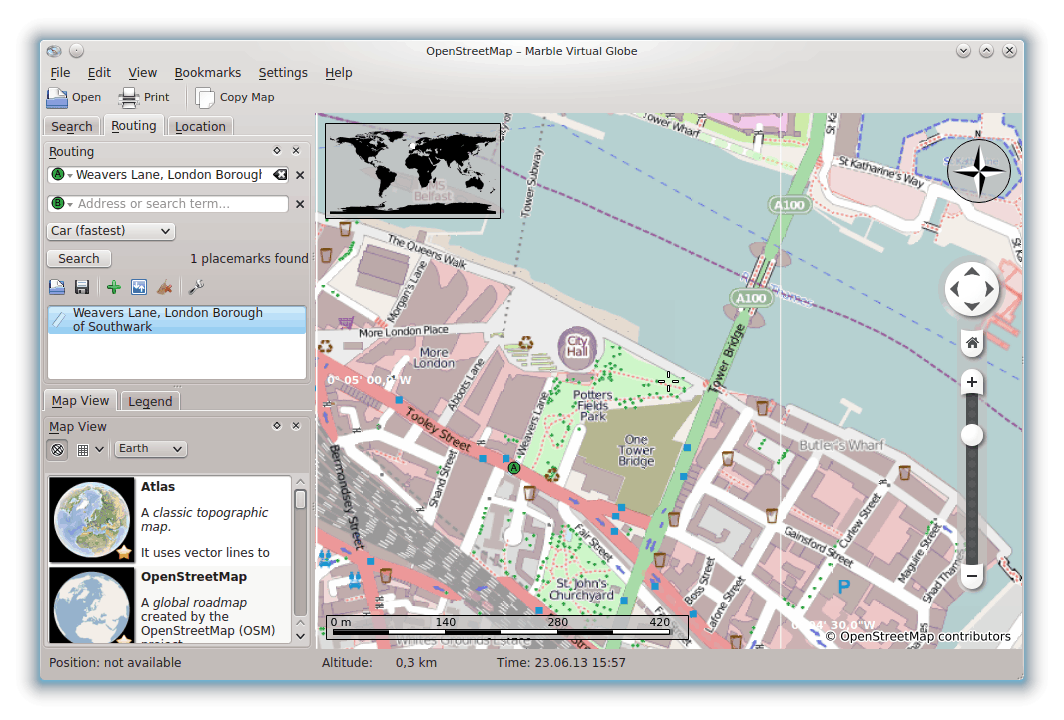 OpenStreetMap – Marble Virtual Globe
File Edit View Bookmarks Settings Help
Open Print Copy Map
Search Routing Location
Routing
A Weavers Lane, London Borough
B Address or search term...
Car (fastest)
Search 1 placemarks found
Weavers Lane, London Borough
of Southwark
Map View Legend
Map View
Earth
Atlas
A classic topographic
map.
It uses vector lines to
OpenStreetMap
A global roadmap
created by the
OpenStreetMap (OSM)
Position: not available
Altitude: 0,3 km
Time: 23.06.13 15:57
Tower Wharf
Tower Subway
HMS
Belfast
St Katharine's Way
N
A100
A100
The Queens Walk
Morgan's Lane
More London Place
More
London
City
Hall
Tower Bridge
0° 05' 00,0"W
Abbots Lane
Weavers Lane
Potters
Fields
Park
Tooley Street
One
Tower
Bridge
Butler's Wharf
A
Shand Street
Bermondsey Street
Fair Street
Gainsford Street
Curlew Street
Maguire Street
Shad Tham
St. John's
Churchyard
Boss Street
Lafone Street
P
0 m 140 280 420
© OpenStreetMap contributors